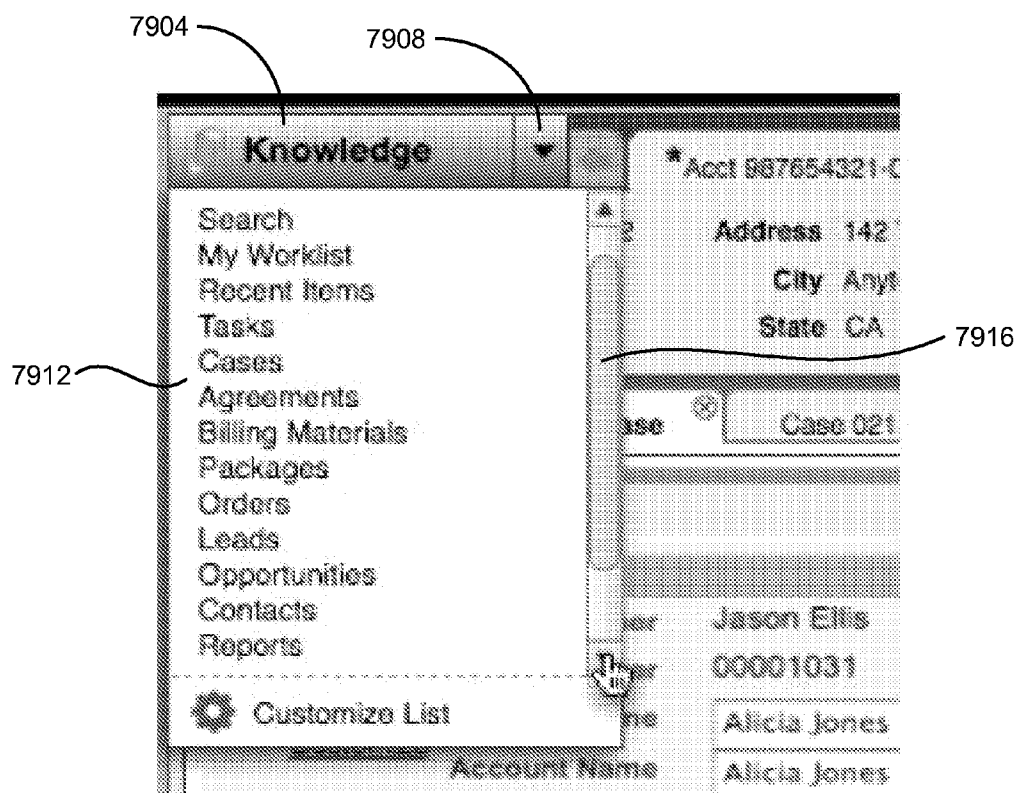 7904
7908
Knowledge
*Acct 987654321-
Search
My Worklist
Address 142
Recent Items
City
Tasks
State CA
7916
Cases
7912
Agreements
Billing Materials
Case 021
Packages
Orders
Leads
Opportunities
Contacts
Jason Ellis
Reports
00001031
Customize List
Alicia Jones
Account Name
Alicia Jones